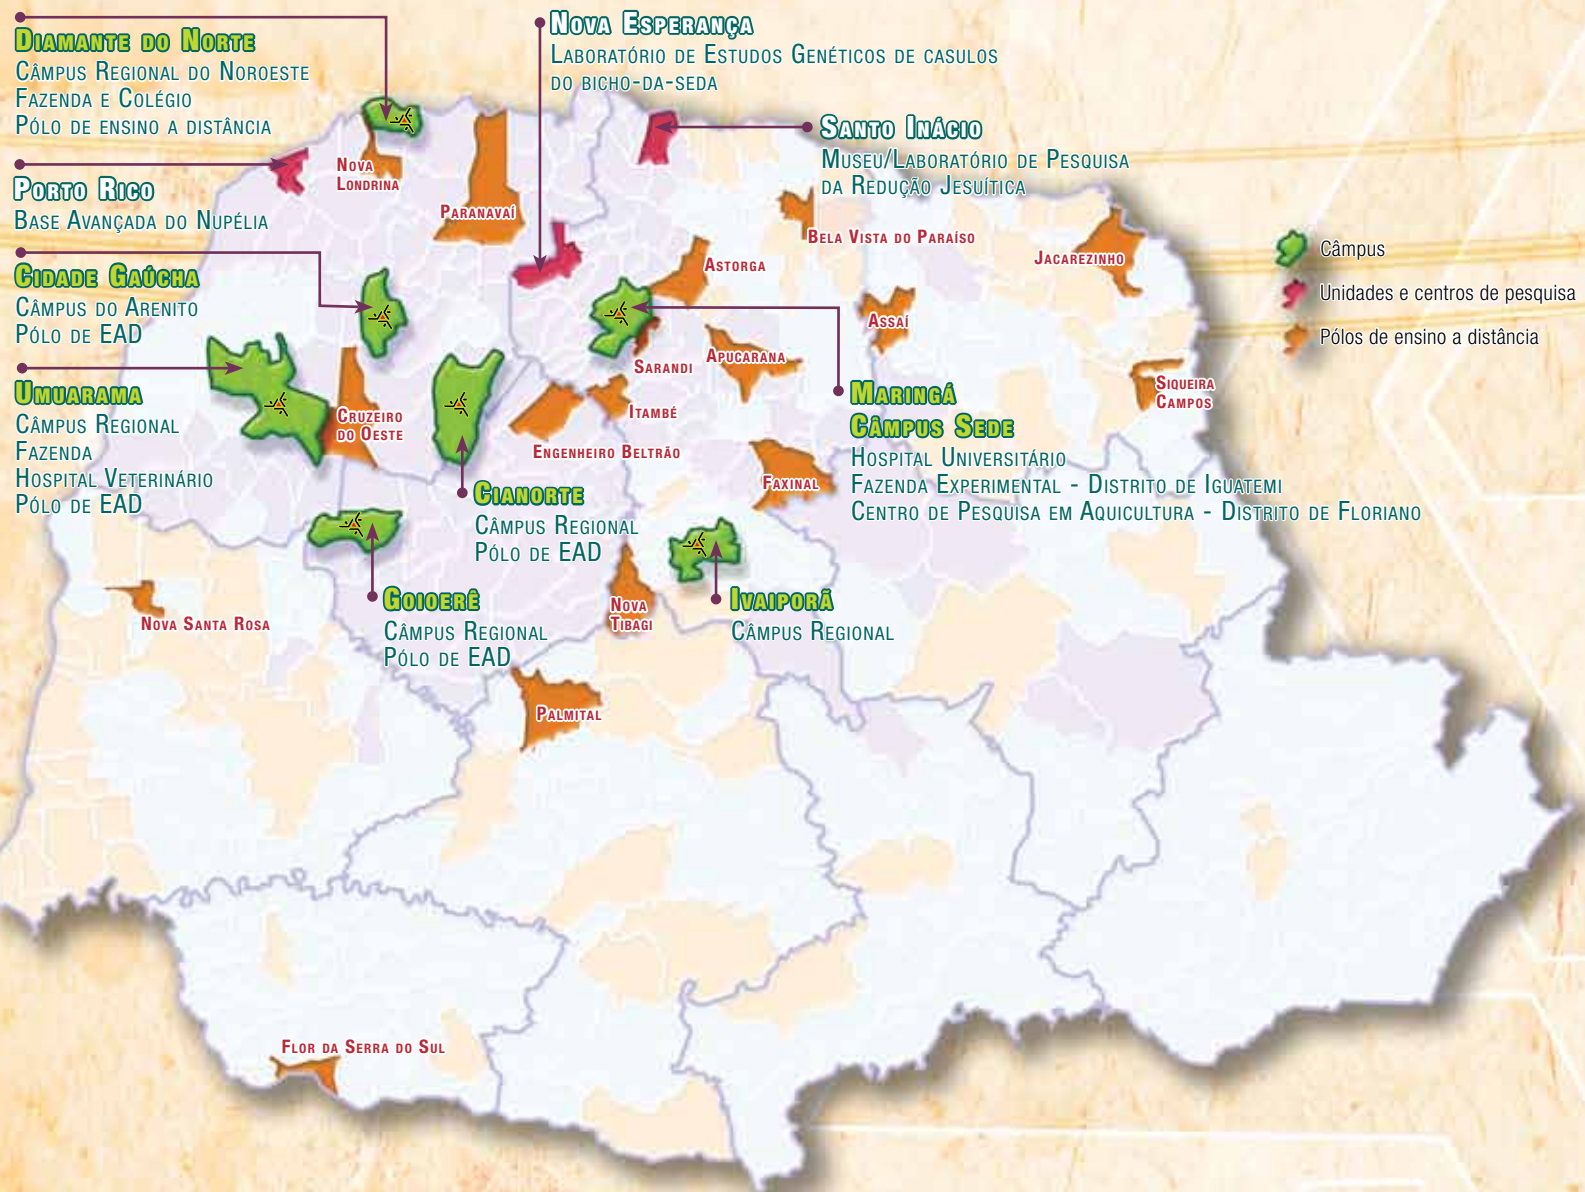 Diamante do Norte
Câmpus Regional do Noroeste
Fazenda e Colégio
Pólo de ensino a distância
Nova Esperança
Laboratório de Estudos Genéticos de casulos
do bicho-da-seda
Santo Inácio
Museu/Laboratório de Pesquisa
da Redução Jesuítica
Porto Rico
Base Avançada do Nupélia
Nova
Londrina
Paranavaí
Bela Vista do Paraíso
Jacarezinho
Câmpus
Unidades e centros de pesquisa
Pólos de ensino a distância
Cidade Gaúcha
Câmpus do Arenito
Pólo de EAD
Astorga
Assaí
Sarandi
Apucarana
Siqueira
Campos
Umuarama
Câmpus Regional
Fazenda
Hospital Veterinário
Pólo de EAD
Cruzeiro
do Oeste
Itambé
Engenheiro Beltrão
Maringá
Câmpus Sede
Hospital Universitário
Fazenda Experimental - Distrito de Iguatemi
Centro de Pesquisa em Aquicultura - Distrito de Floriano
Faxinal
Cianorte
Câmpus Regional
Pólo de EAD
Goioerê
Câmpus Regional
Pólo de EAD
Nova
Tibagi
Ivaiporã
Câmpus Regional
Nova Santa Rosa
Palmital
Flor da Serra do Sul